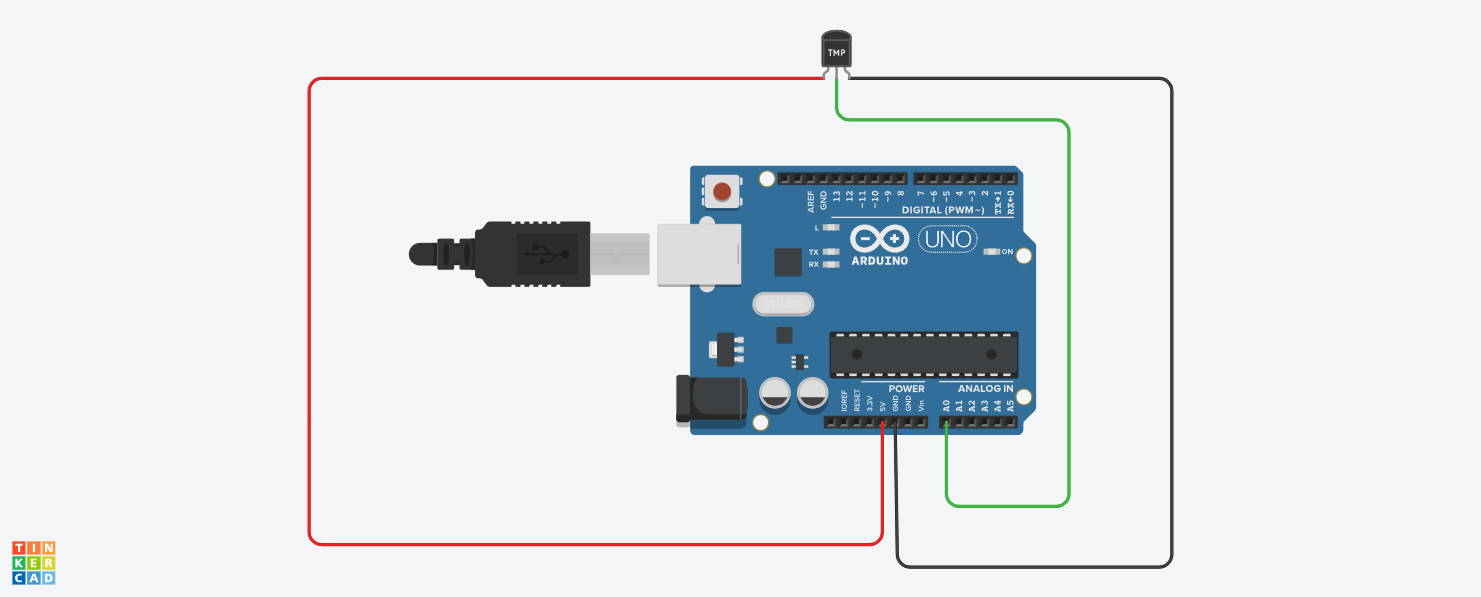 TMP
AREF
GND
13
12
~11
~10
~9
8
7
~6
~5
4
~3
2
TX→1
RX←0
DIGITAL (PWM~)
L
TX
RX
UNO
ARDUINO
ON
POWER
ANALOG IN
IOREF
RESET
3.3V
5V
GND
GND
Vin
A0
A1
A2
A3
A4
A5
TIN
KER
CAD